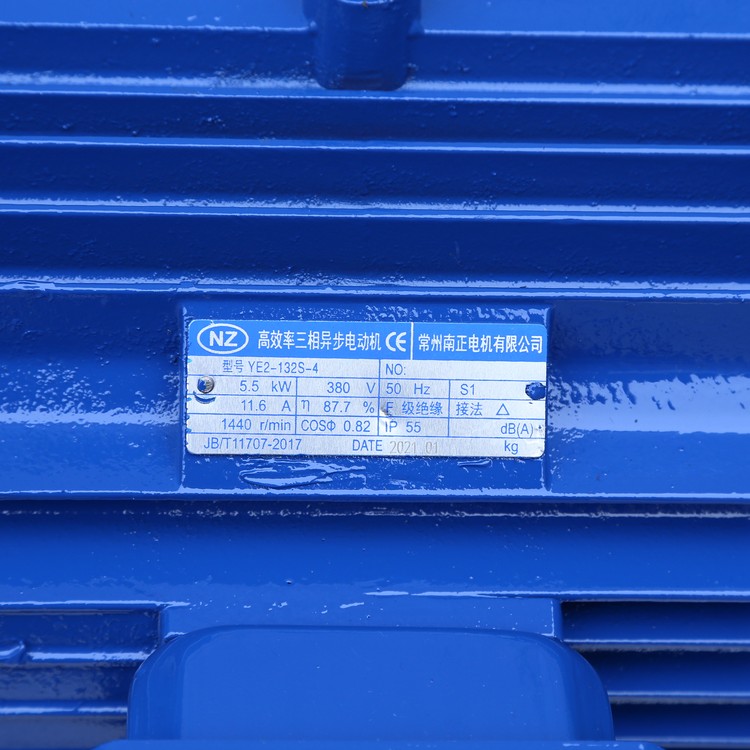 NZ 高效率三相异步电动机 CE 常州南正电机有限公司
型号 YE2-132S-4 NO:
5.5 kW 380 V 50 Hz S1
11.6 A η 87.7 % 级绝缘 接法 △
1440 r/min COSΦ 0.82 IP 55 dB(A)
JB/T11707-2017 DATE 2021.01 kg